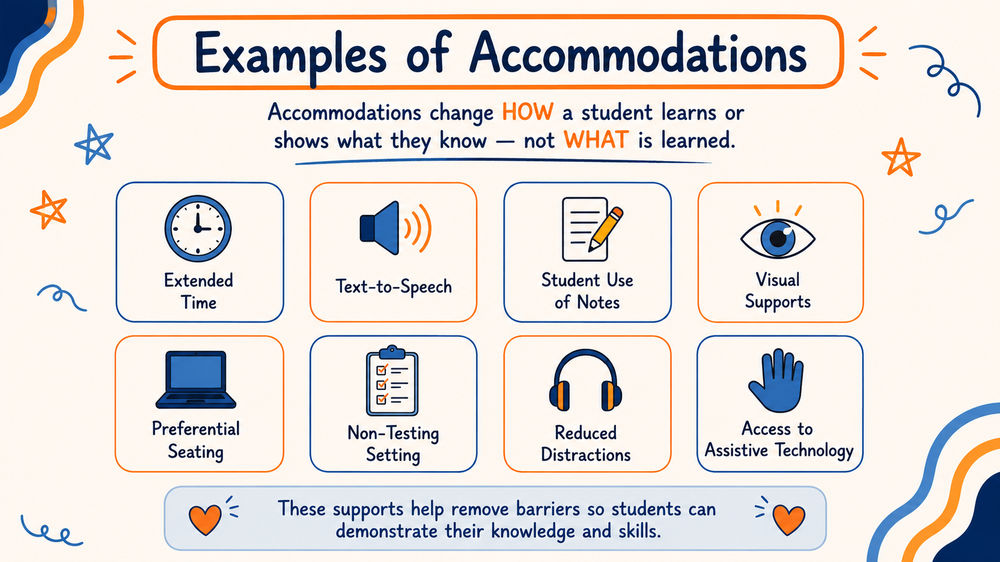 Examples of Accommodations
Accommodations change HOW a student learns or
shows what they know — not WHAT is learned.
Extended
Time
Text-to-Speech
Student Use
of Notes
Visual
Supports
Preferential
Seating
Non-Testing
Setting
Reduced
Distractions
Access to
Assistive Technology
These supports help remove barriers so students can
demonstrate their knowledge and skills.